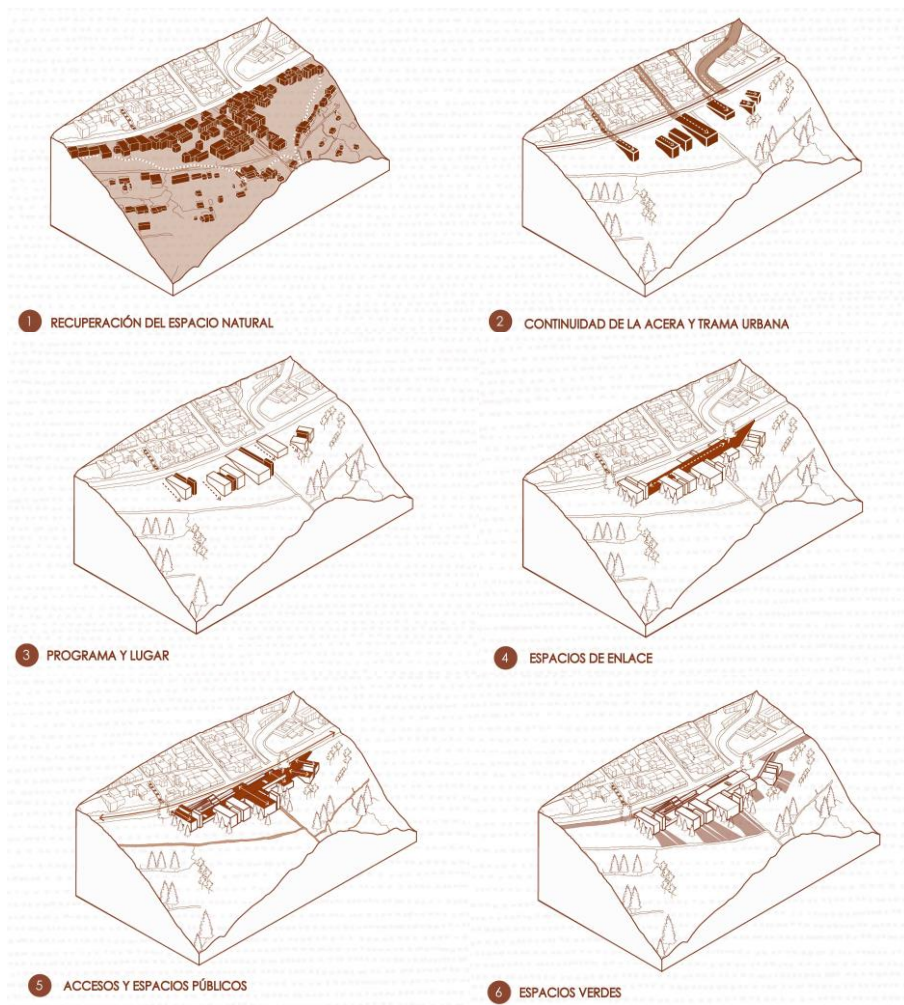 1 RECUPERACIÓN DEL ESPACIO NATURAL
2 CONTINUIDAD DE LA ACERA Y TRAMA URBANA
3 PROGRAMA Y LUGAR
4 ESPACIOS DE ENLACE
5 ACCESOS Y ESPACIOS PÚBLICOS
6 ESPACIOS VERDES